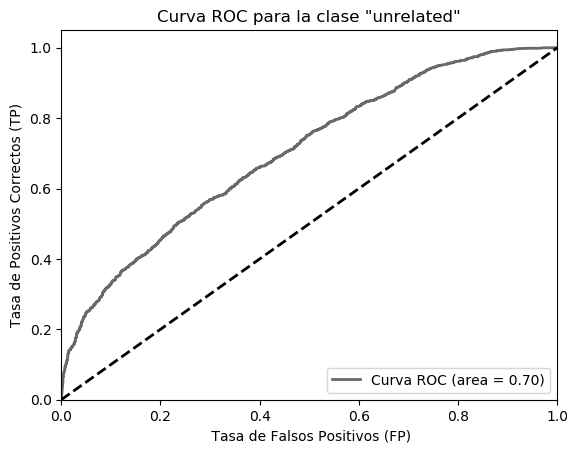 Curva ROC para la clase "unrelated"
1.0
0.8
0.6
0.4
0.2
0.0
Tasa de Positivos Correctos (TP)
Curva ROC (area = 0.70)
0.0 0.2 0.4 0.6 0.8 1.0
Tasa de Falsos Positivos (FP)